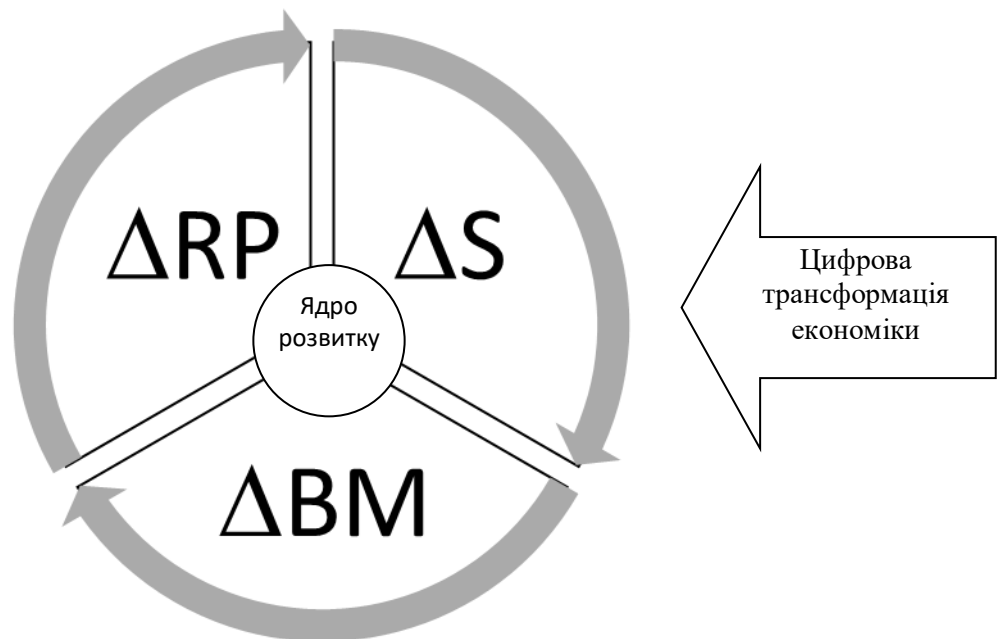 ΔRP
ΔS
Ядро
розвитку
ΔBM
Цифрова
трансформація
економіки